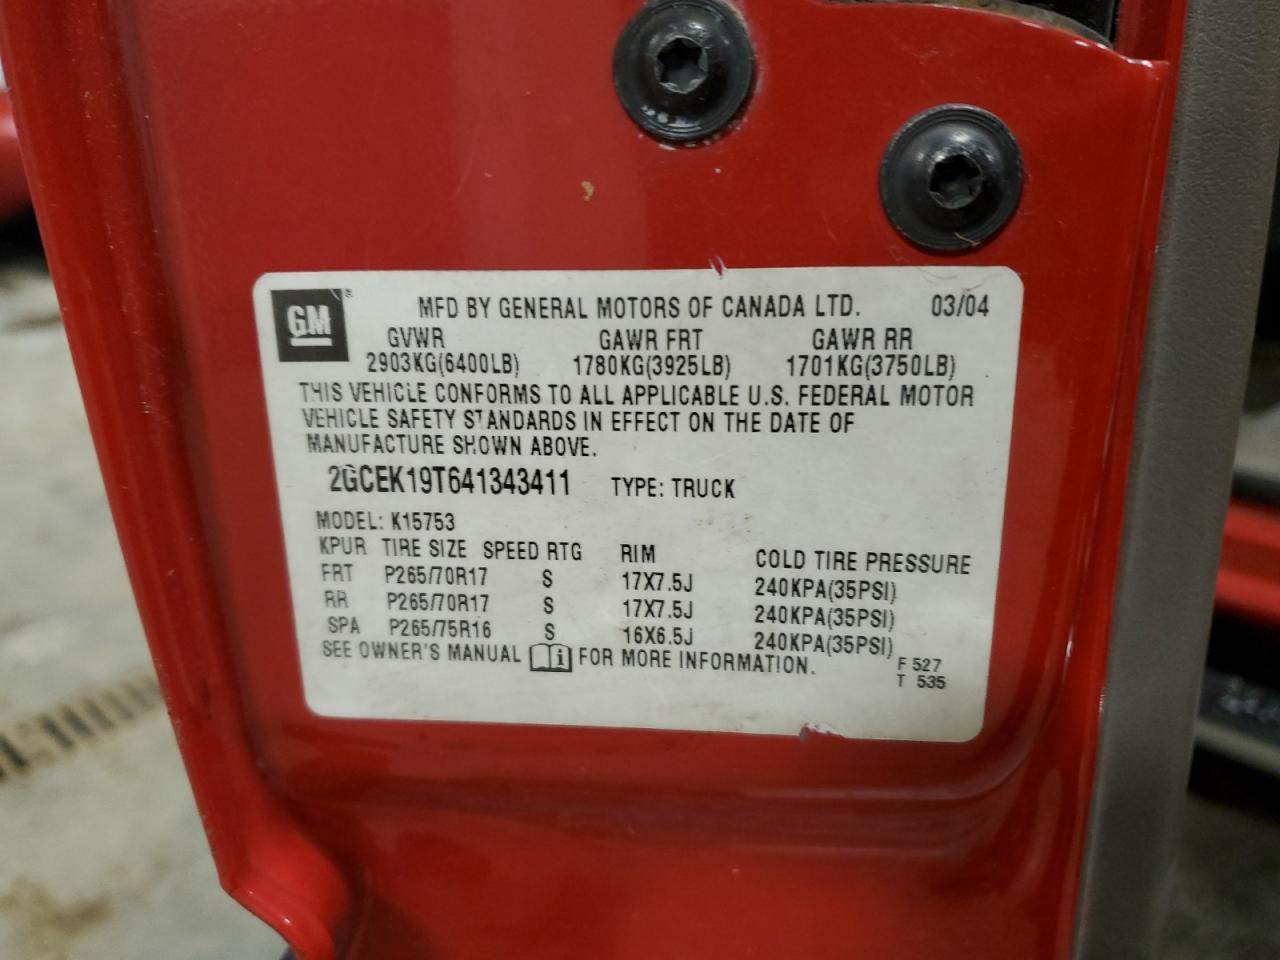 GM ® MFD BY GENERAL MOTORS OF CANADA LTD. 03/04
GVWR GAWR FRT GAWR RR
2903KG(6400LB) 1780KG(3925LB) 1701KG(3750LB)
THIS VEHICLE CONFORMS TO ALL APPLICABLE U.S. FEDERAL MOTOR
VEHICLE SAFETY STANDARDS IN EFFECT ON THE DATE OF
MANUFACTURE SHOWN ABOVE.
2GCEK19T641343411 TYPE: TRUCK
MODEL: K15753
KPUR TIRE SIZE SPEED RTG RIM COLD TIRE PRESSURE
FRT P265/70R17 S 17X7.5J 240KPA(35PSI)
RR P265/70R17 S 17X7.5J 240KPA(35PSI)
SPA P265/75R16 S 16X6.5J 240KPA(35PSI)
SEE OWNER'S MANUAL i FOR MORE INFORMATION.
F 527
T 535